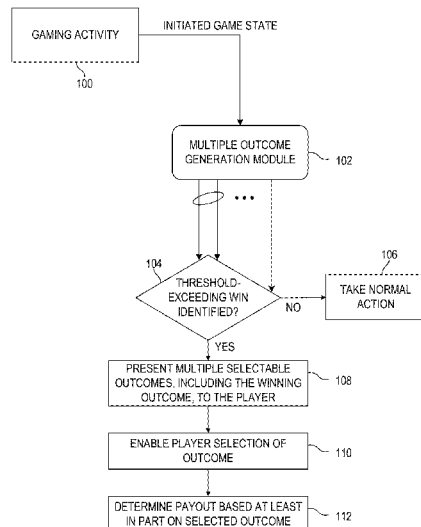 INITIATED GAME STATE
GAMING ACTIVITY
100
MULTIPLE OUTCOME
GENERATION MODULE
102
104
THRESHOLD-
EXCEEDING WIN
IDENTIFIED?
NO
106
TAKE NORMAL
ACTION
YES
PRESENT MULTIPLE SELECTABLE
OUTCOMES, INCLUDING THE WINNING
OUTCOME, TO THE PLAYER
108
ENABLE PLAYER SELECTION OF
OUTCOME
110
DETERMINE PAYOUT BASED AT LEAST
IN PART ON SELECTED OUTCOME
112